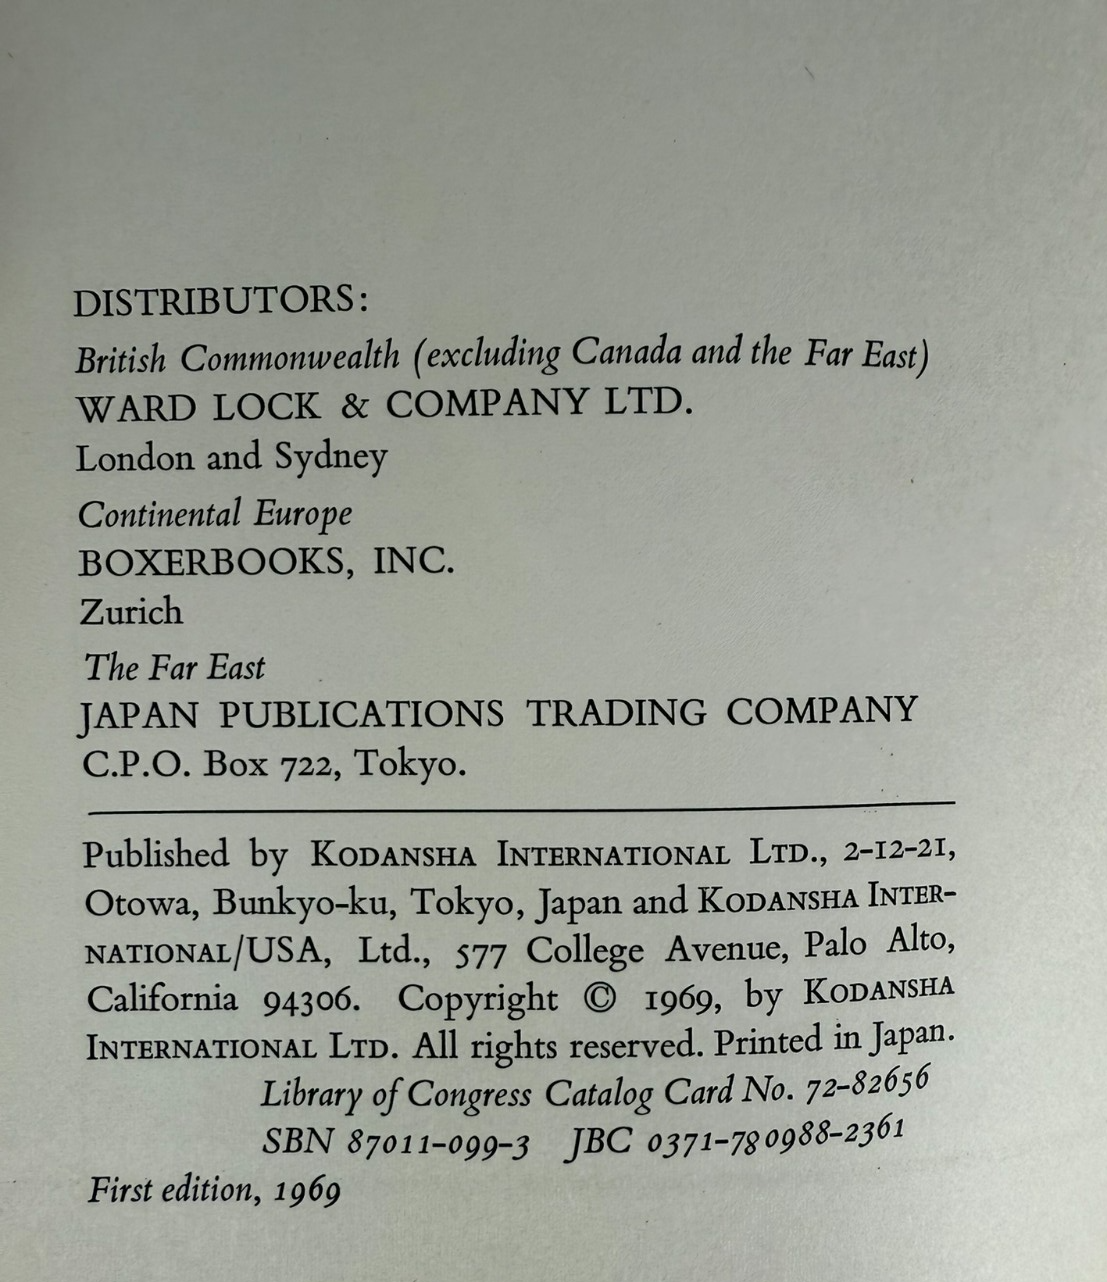 DISTRIBUTORS:
British Commonwealth (excluding Canada and the Far East)
WARD LOCK & COMPANY LTD.
London and Sydney
Continental Europe
BOXERBOOKS, INC.
Zurich
The Far East
JAPAN PUBLICATIONS TRADING COMPANY
C.P.O. Box 722, Tokyo.
Published by KODANSHA INTERNATIONAL LTD., 2-12-21,
Otowa, Bunkyo-ku, Tokyo, Japan and KODANSHA INTER-
NATIONAL/USA, Ltd., 577 College Avenue, Palo Alto,
California 94306. Copyright © 1969, by KODANSHA
INTERNATIONAL LTD. All rights reserved. Printed in Japan.
Library of Congress Catalog Card No. 72-82656
SBN 87011-099-3 JBC 0371-780988-2361
First edition, 1969